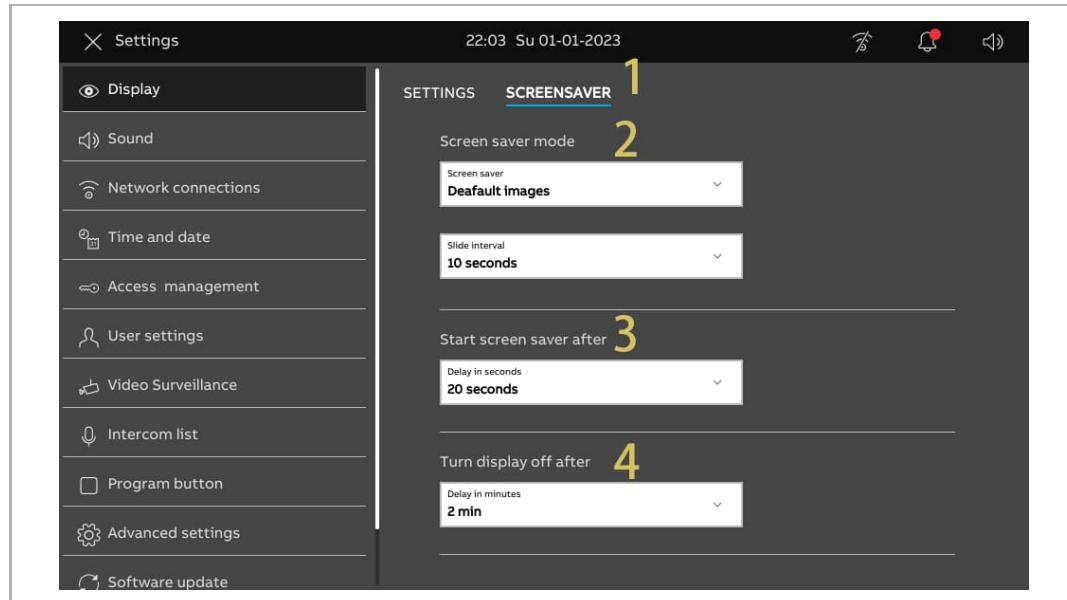 Settings
22:03 Su 01-01-2023
Display
Sound
Network connections
Time and date
Access management
User settings
Video Surveillance
Intercom list
Program button
Advanced settings
Software update
SETTINGS SCREENSAVER 1
Screen saver mode 2
Screen saver
Deafault images
Slide interval
10 seconds
Start screen saver after 3
Delay in seconds
20 seconds
Turn display off after 4
Delay in minutes
2 min